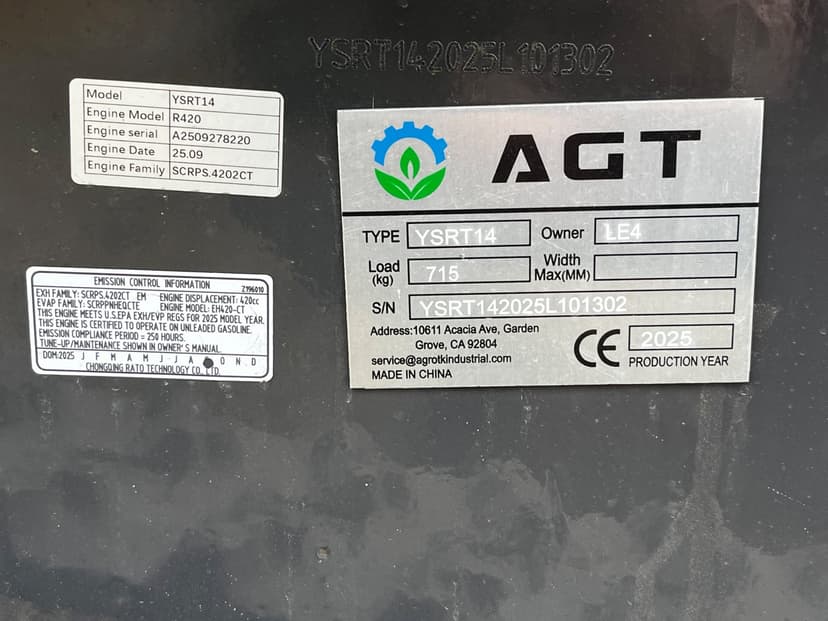 YSRT142025L101302
Model YSRT14
Engine Model R420
Engine serial A2509278220
Engine Date 25.09
Engine Family SCRPS.4202CT
AGT
TYPE YSRT14 Owner LE4
Load (kg) 715 Width Max(MM)
S/N YSRT142025L101302
Address:10611 Acacia Ave, Garden
Grove, CA 92804
service@agrotkindustrial.com
MADE IN CHINA
CE 2025
PRODUCTION YEAR
EMISSION CONTROL INFORMATION
Z196010
EXH FAMILY: SCRPS.4202CT EM ENGINE DISPLACEMENT: 420cc
EVAP FAMILY: SCRPPNHEQCTE ENGINE MODEL: EH420-CT
THIS ENGINE MEETS U.S.EPA EXH/EVP REGS FOR 2025 MODEL YEAR.
THIS ENGINE IS CERTIFIED TO OPERATE ON UNLEADED GASOLINE.
EMISSION COMPLIANCE PERIOD = 250 HOURS.
TUNE-UP/MAINTENANCE SHOWN IN OWNER'S MANUAL.
DOM:2025 J F M A M J J A O N D
CHONGQING RATO TECHNOLOGY CO., LTD.